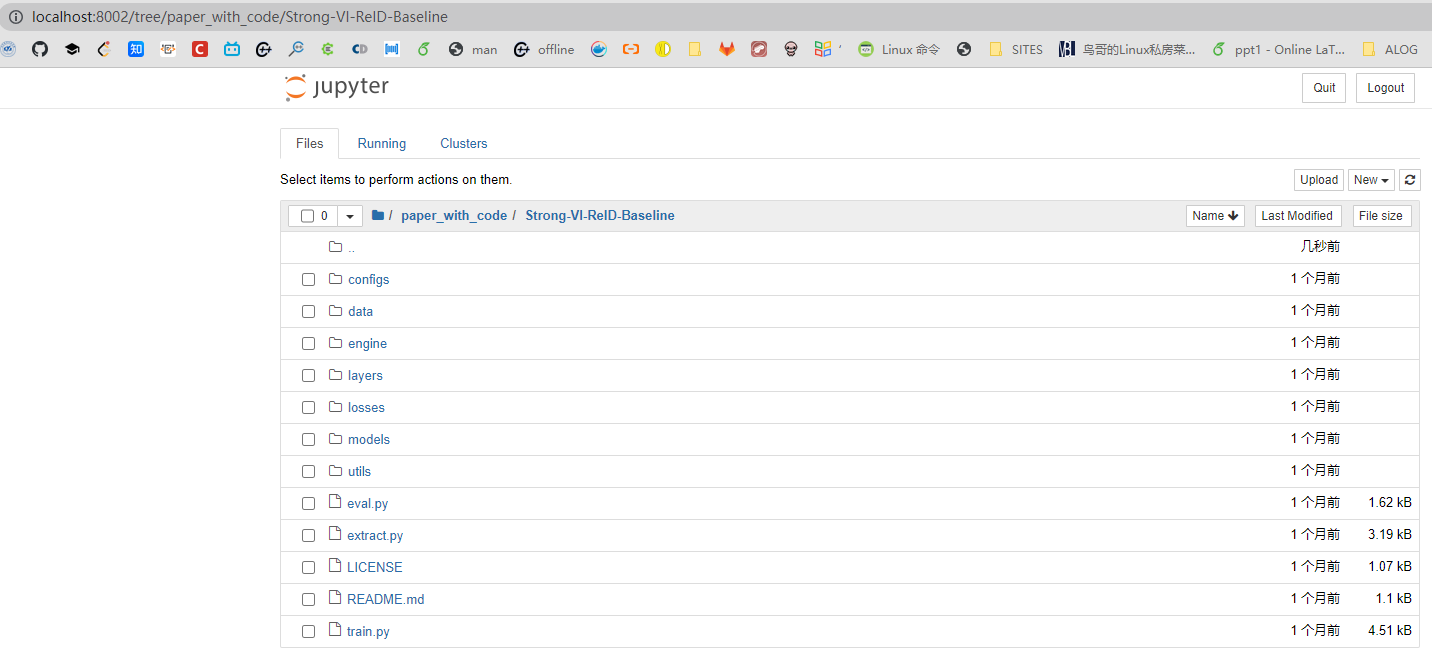 localhost:8002/tree/paper_with_code/Strong-VI-ReID-Baseline
知 C CD man offline ' Linux 命令 SITES 鸟哥的Linux私房菜... ppt1 - Online LaT... ALOG
jupyter Quit Logout
Files Running Clusters
Select items to perform actions on them. Upload New
0 / paper_with_code / Strong-VI-ReID-Baseline Name Last Modified File size
.. 几秒前
configs 1 个月前
data 1 个月前
engine 1 个月前
layers 1 个月前
losses 1 个月前
models 1 个月前
utils 1 个月前
eval.py 1 个月前 1.62 kB
extract.py 1 个月前 3.19 kB
LICENSE 1 个月前 1.07 kB
README.md 1 个月前 1.1 kB
train.py 1 个月前 4.51 kB